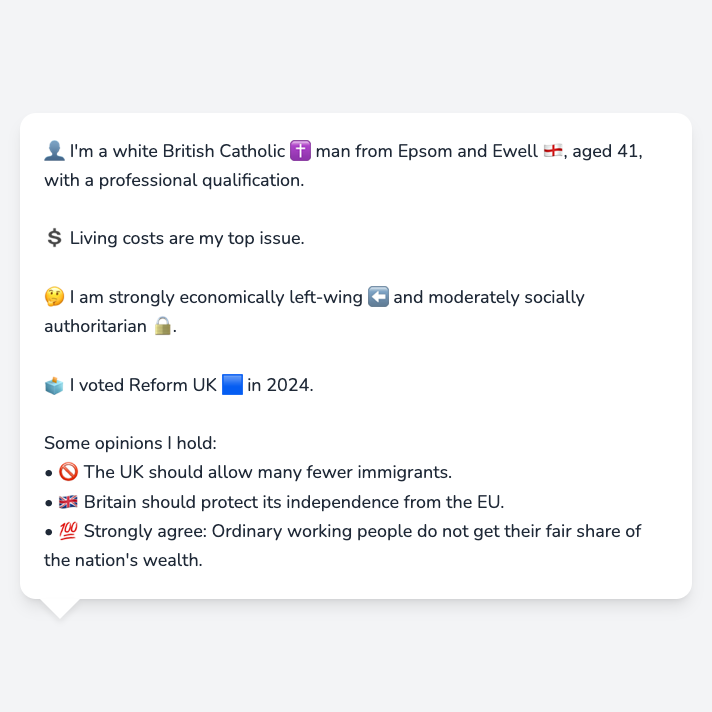 👤 I'm a white British Catholic ✝️ man from Epsom and Ewell 🏴󠁧󠁢󠁥󠁮󠁧󠁿, aged 41,
with a professional qualification.
💲 Living costs are my top issue.
🤔 I am strongly economically left-wing ⬅️ and moderately socially
authoritarian 🔒.
🗳️ I voted Reform UK 🟦 in 2024.
Some opinions I hold:
• 🚫 The UK should allow many fewer immigrants.
• 🇬🇧 Britain should protect its independence from the EU.
• 💯 Strongly agree: Ordinary working people do not get their fair share of
the nation's wealth.